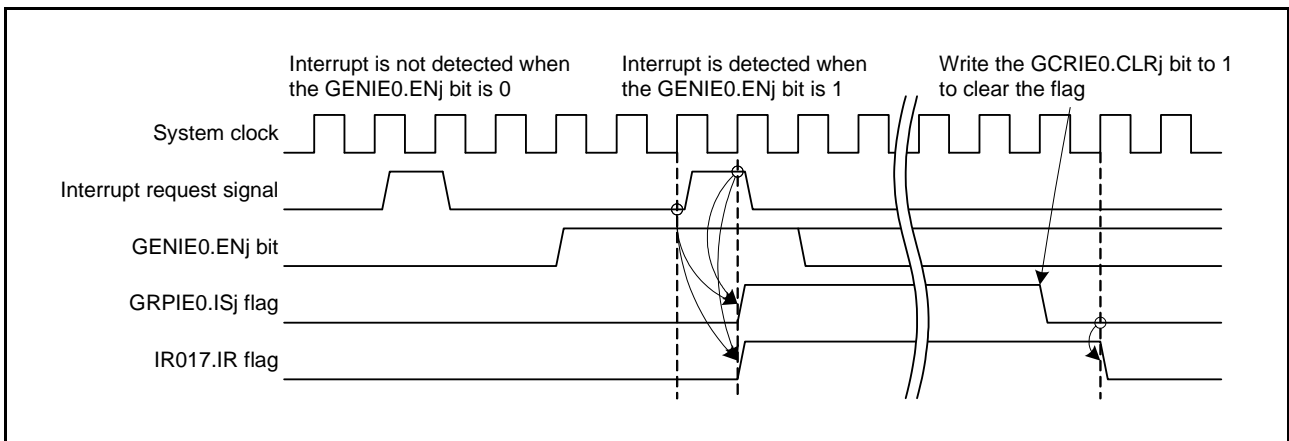 Interrupt is not detected when
the GENIE0.ENj bit is 0
Interrupt is detected when
the GENIE0.ENj bit is 1
Write the GCRIE0.CLRj bit to 1
to clear the flag
System clock
Interrupt request signal
GENIE0.ENj bit
GRPIE0.ISj flag
IR017.IR flag